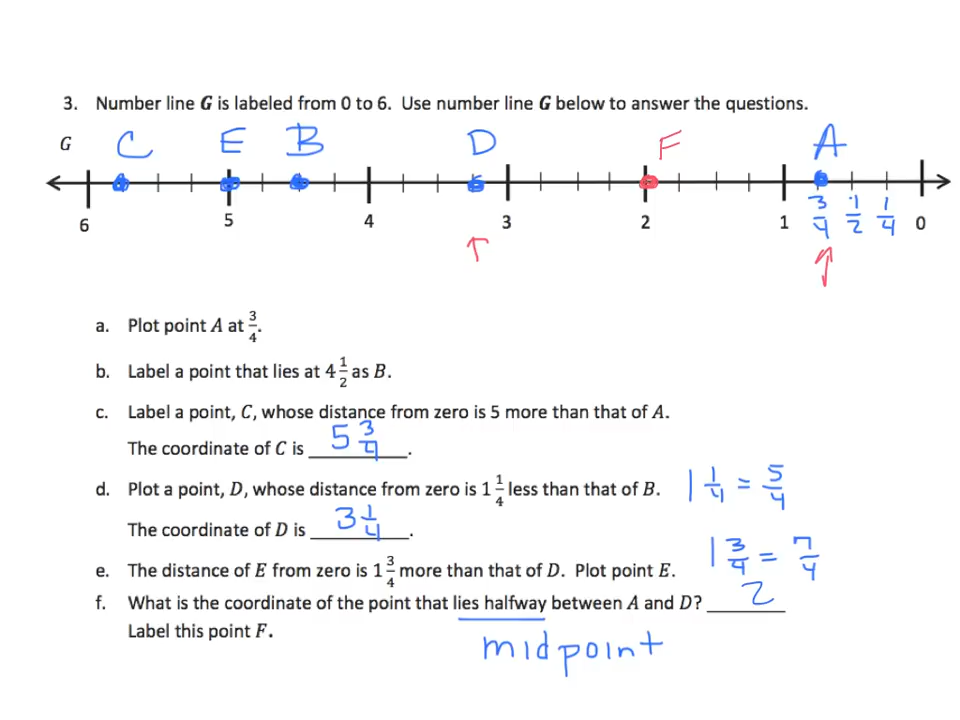 3. Number line G is labeled from 0 to 6. Use number line G below to answer the questions.
G C E B D F A
6 5 4 3 2 1 3/4 1/2 1/4 0
a. Plot point A at 3/4.
b. Label a point that lies at 4 1/2 as B.
c. Label a point, C, whose distance from zero is 5 more than that of A.
The coordinate of C is 5 3/4.
d. Plot a point, D, whose distance from zero is 1 1/4 less than that of B. 1 1/4 = 5/4
The coordinate of D is 3 1/4.
1 3/4 = 7/4
e. The distance of E from zero is 1 3/4 more than that of D. Plot point E.
f. What is the coordinate of the point that lies halfway between A and D? 2
Label this point F.
midpoint